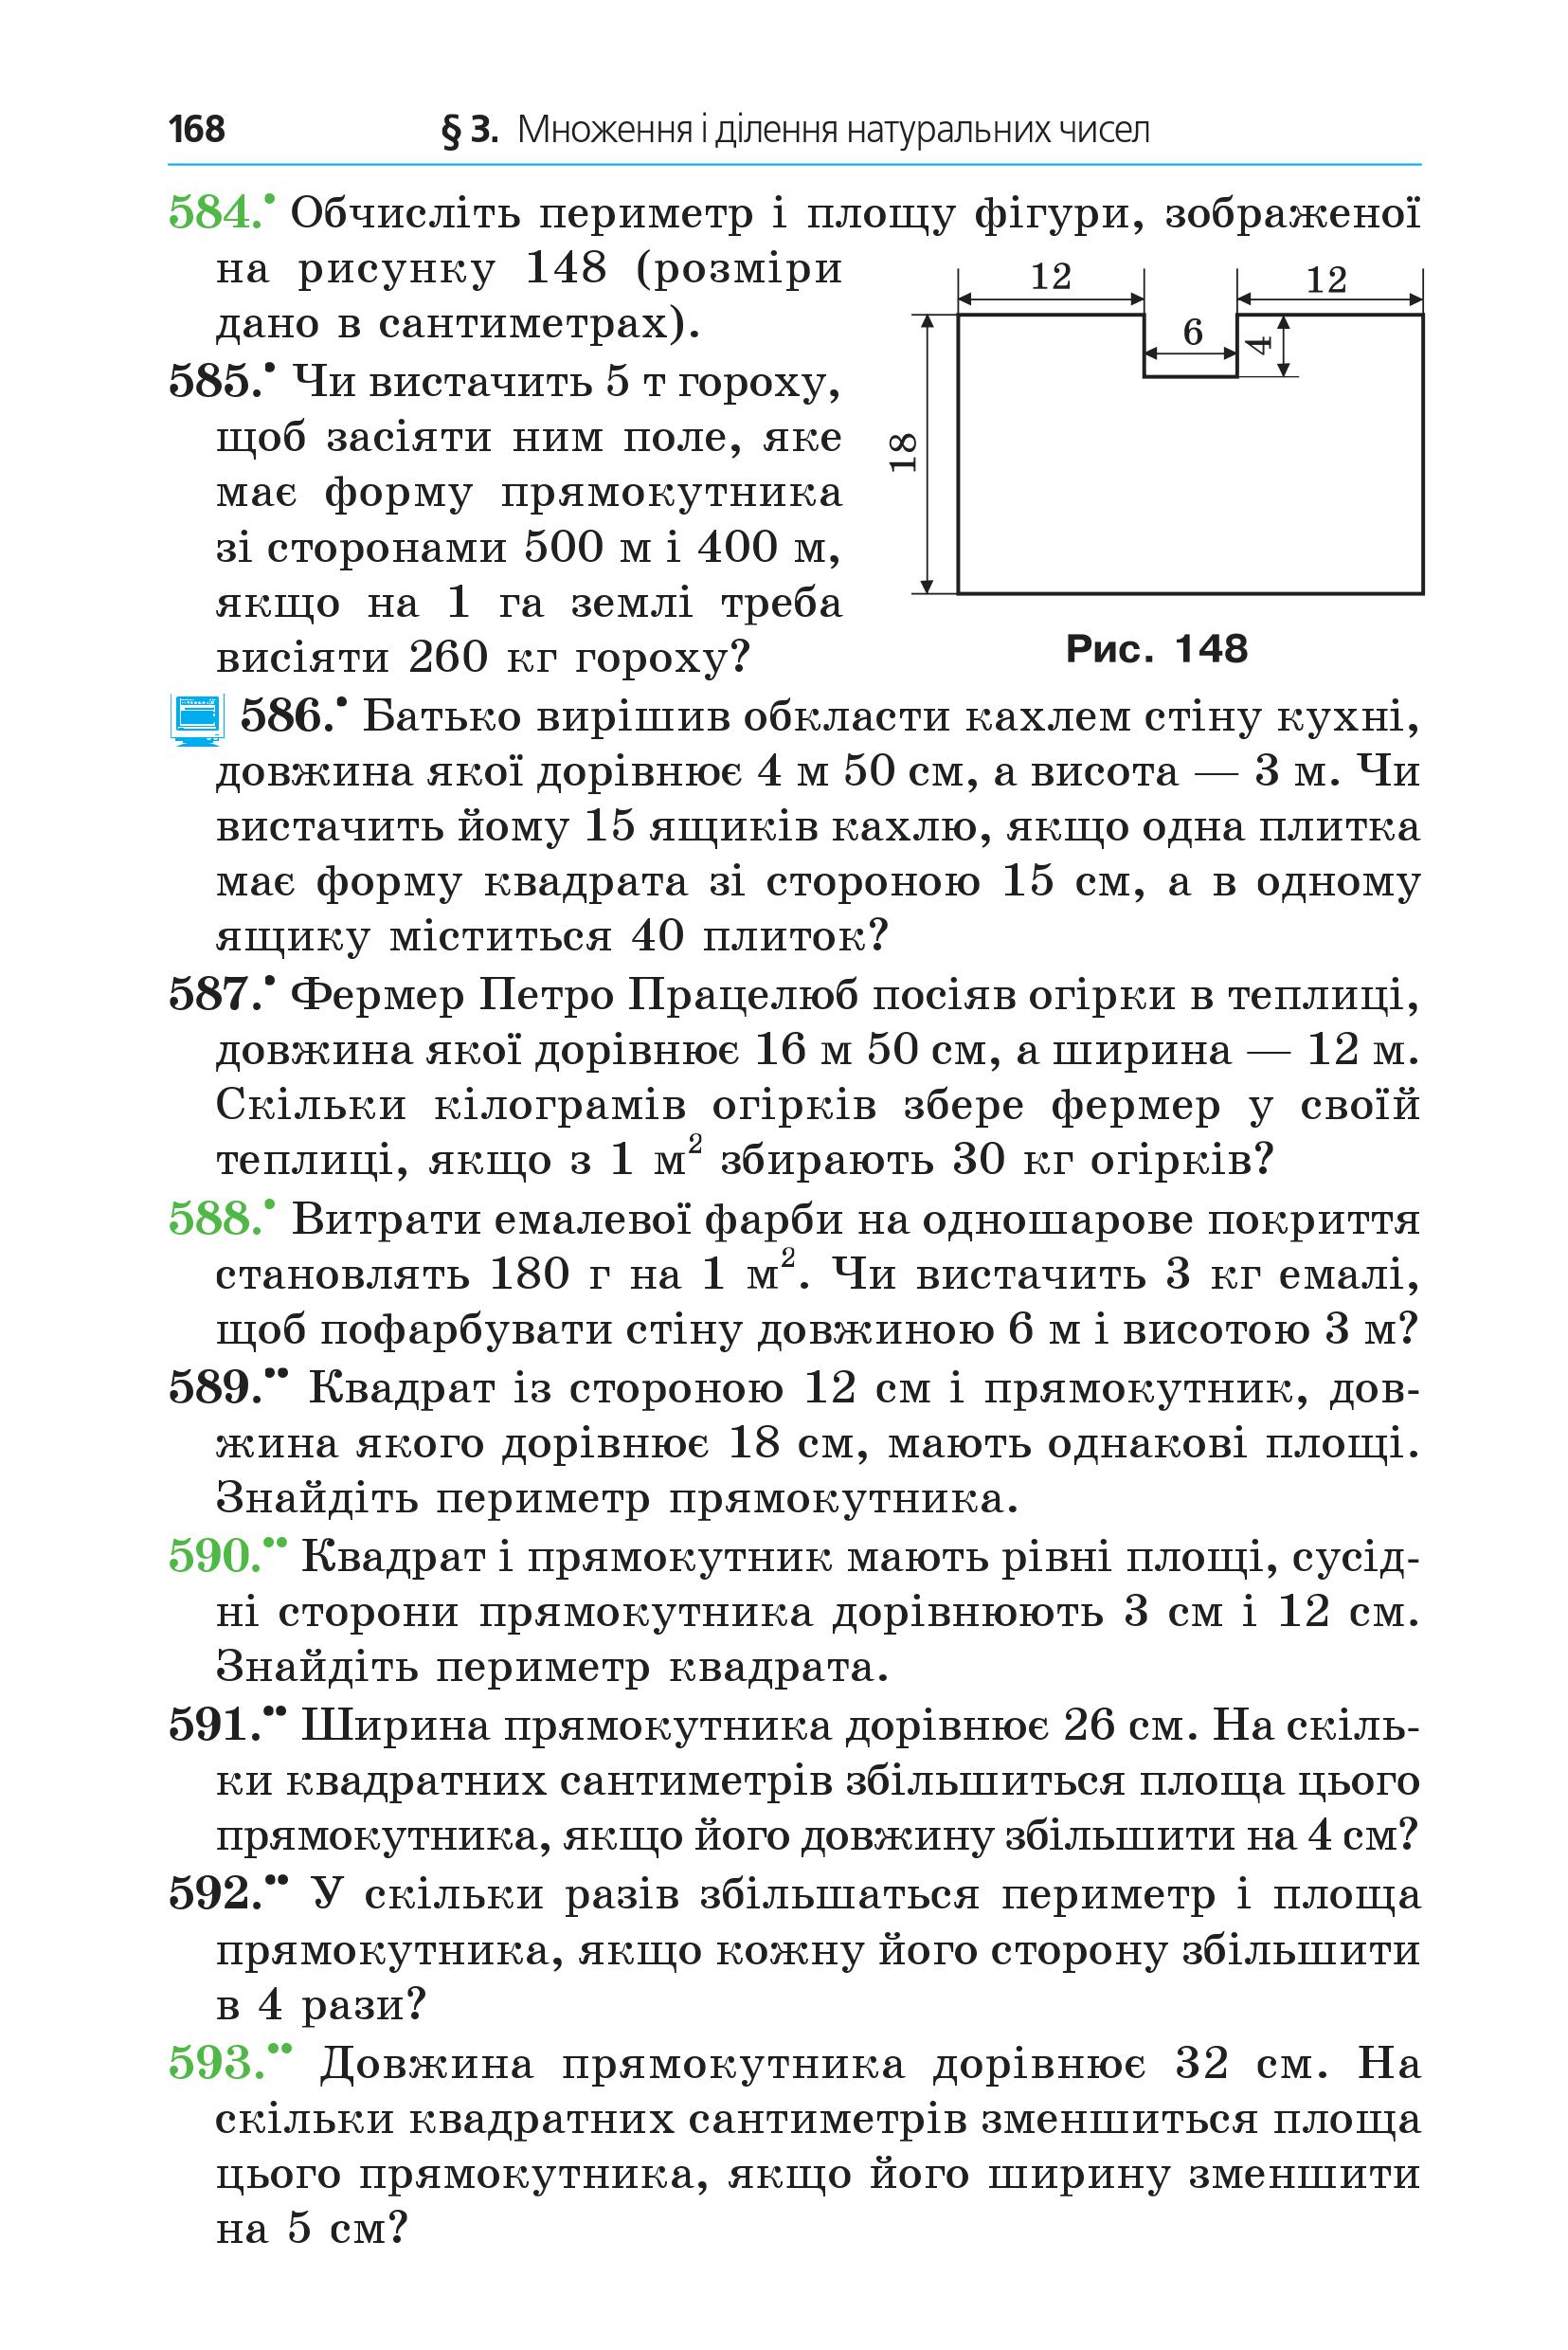 168 § 3. Множення і ділення натуральних чисел
584.• Обчисліть периметр і площу фігури, зображеної
на рисунку 148 (розміри
дано в сантиметрах).
585.• Чи вистачить 5 т гороху,
щоб засіяти ним поле, яке
має форму прямокутника
зі сторонами 500 м і 400 м,
якщо на 1 га землі треба
висіяти 260 кг гороху?
12 12
6 4
18
Рис. 148
586.• Батько вирішив обкласти кахлем стіну кухні,
довжина якої дорівнює 4 м 50 см, а висота — 3 м. Чи
вистачить йому 15 ящиків кахлю, якщо одна плитка
має форму квадрата зі стороною 15 см, а в одному
ящику міститься 40 плиток?
587.• Фермер Петро Працелюб посіяв огірки в теплиці,
довжина якої дорівнює 16 м 50 см, а ширина — 12 м.
Скільки кілограмів огірків збере фермер у своїй
теплиці, якщо з 1 м² збирають 30 кг огірків?
588.• Витрати емалевої фарби на одношарове покриття
становлять 180 г на 1 м². Чи вистачить 3 кг емалі,
щоб пофарбувати стіну довжиною 6 м і висотою 3 м?
589.•• Квадрат із стороною 12 см і прямокутник, дов-
жина якого дорівнює 18 см, мають однакові площі.
Знайдіть периметр прямокутника.
590.•• Квадрат і прямокутник мають рівні площі, сусід-
ні сторони прямокутника дорівнюють 3 см і 12 см.
Знайдіть периметр квадрата.
591.•• Ширина прямокутника дорівнює 26 см. На скіль-
ки квадратних сантиметрів збільшиться площа цього
прямокутника, якщо його довжину збільшити на 4 см?
592.•• У скільки разів збільшаться периметр і площа
прямокутника, якщо кожну його сторону збільшити
в 4 рази?
593.•• Довжина прямокутника дорівнює 32 см. На
скільки квадратних сантиметрів зменшиться площа
цього прямокутника, якщо його ширину зменшити
на 5 см?